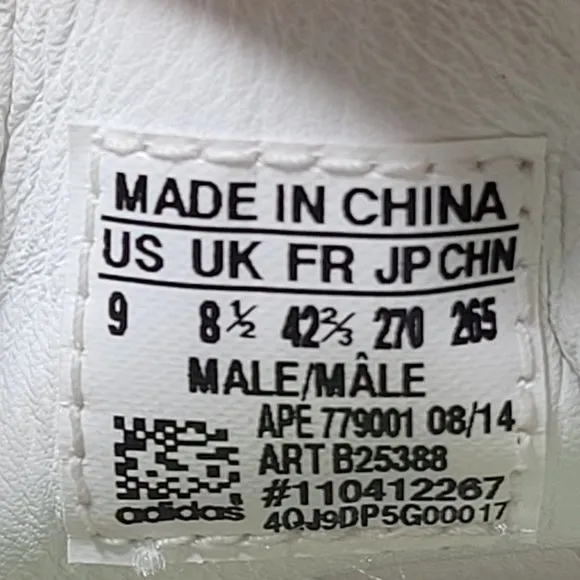 MADE IN CHINA
US UK FR JP CHN
9 8½ 42⅔ 270 265
MALE/MÂLE
APE 779001 08/14
ART B25388
#110412267
adidas 4QJ9DP5G00017